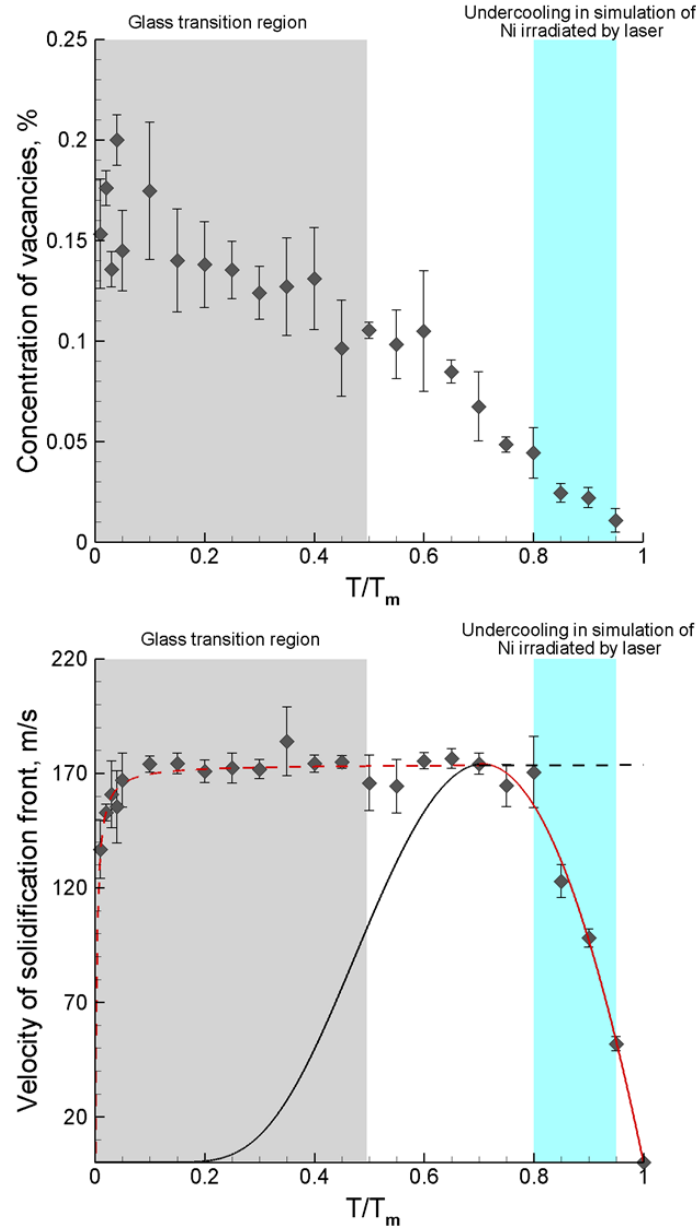 Glass transition region
Undercooling in simulation of
Ni irradiated by laser
Concentration of vacancies, %
0.25
0.2
0.15
0.1
0.05
0
0
0.2
0.4
0.6
0.8
1
T/Tm
Glass transition region
Undercooling in simulation of
Ni irradiated by laser
Velocity of solidification front, m/s
220
170
120
70
20
0
0.2
0.4
0.6
0.8
1
T/Tm